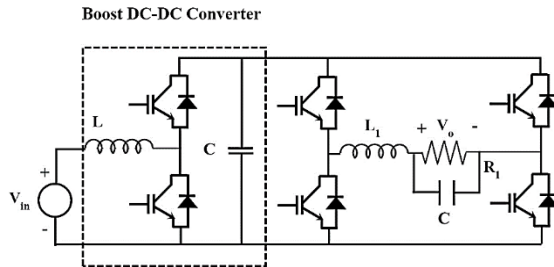 Boost DC-DC Converter
L
C
L1
+ Vo -
R1
C
+
Vin
-